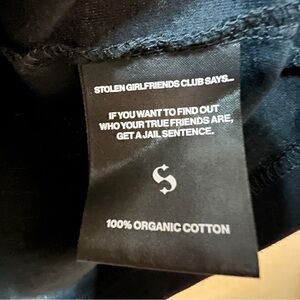 STOLEN GIRLFRIENDS CLUB SAYS...
IF YOU WANT TO FIND OUT
WHO YOUR TRUE FRIENDS ARE,
GET A JAIL SENTENCE.
S
100% ORGANIC COTTON